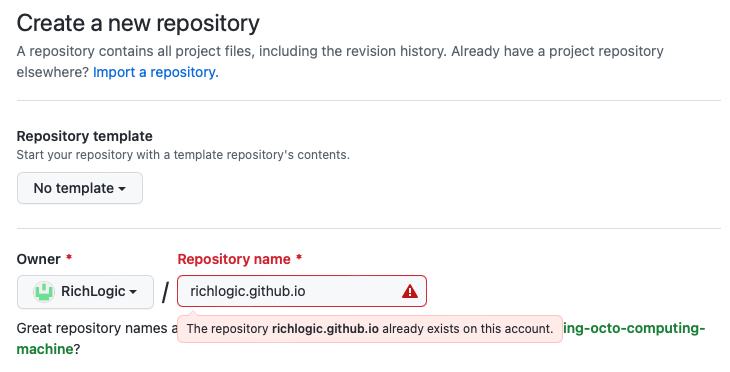 Create a new repository
A repository contains all project files, including the revision history. Already have a project repository
elsewhere? Import a repository.
Repository template
Start your repository with a template repository's contents.
No template
Owner * Repository name *
RichLogic / richlogic.github.io
The repository richlogic.github.io already exists on this account.
Great repository names a ing-octo-computing-
machine?